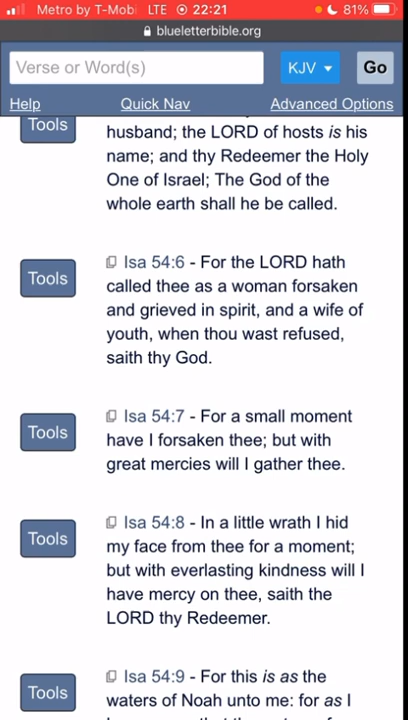 Metro by T-Mobi LTE 22:21 81%
blueletterbible.org
Verse or Word(s) KJV Go
Help Quick Nav Advanced Options
Tools
husband; the LORD of hosts is his
name; and thy Redeemer the Holy
One of Israel; The God of the
whole earth shall he be called.
Tools
Isa 54:6 - For the LORD hath
called thee as a woman forsaken
and grieved in spirit, and a wife of
youth, when thou wast refused,
saith thy God.
Tools
Isa 54:7 - For a small moment
have I forsaken thee; but with
great mercies will I gather thee.
Tools
Isa 54:8 - In a little wrath I hid
my face from thee for a moment;
but with everlasting kindness will I
have mercy on thee, saith the
LORD thy Redeemer.
Tools
Isa 54:9 - For this is as the
waters of Noah unto me: for as I